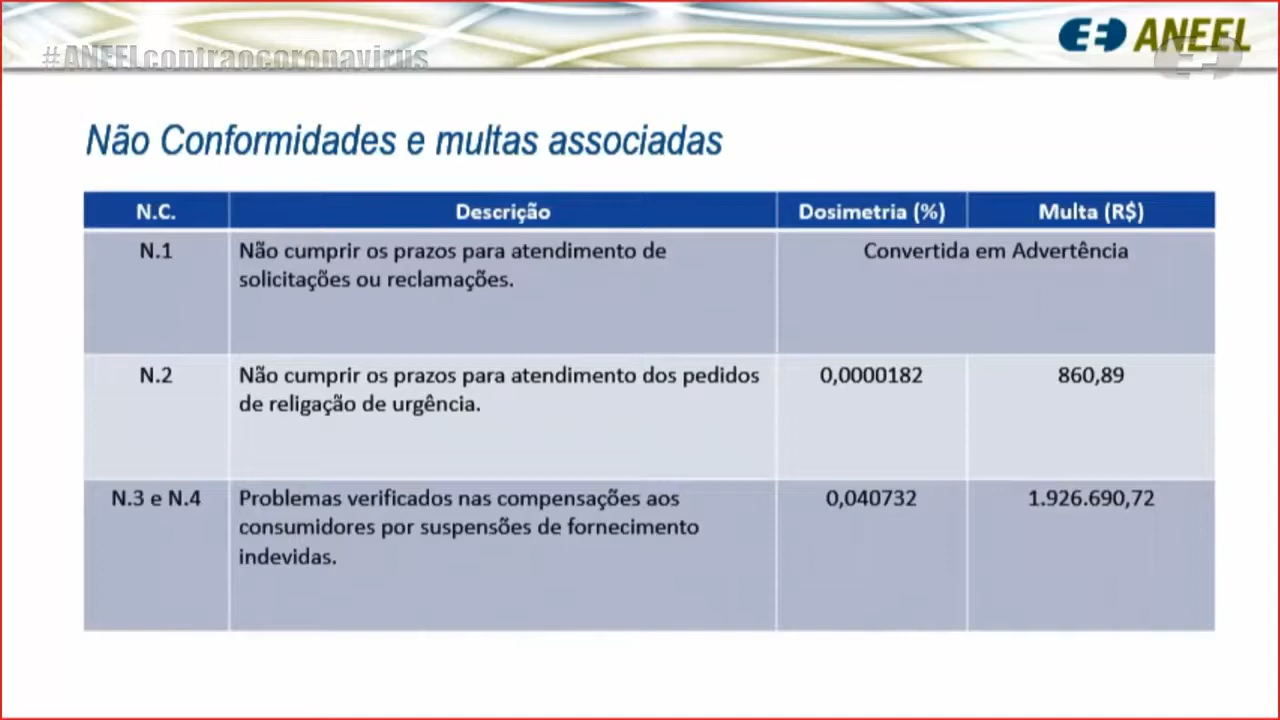 #ANEELcontraocoronavirus
ANEEL
Não Conformidades e multas associadas
N.C. Descrição Dosimetria (%) Multa (R$)
N.1 Não cumprir os prazos para atendimento de Convertida em Advertência
solicitações ou reclamações.
N.2 Não cumprir os prazos para atendimento dos pedidos 0,0000182 860,89
de religação de urgência.
N.3 e N.4 Problemas verificados nas compensações aos 0,040732 1.926.690,72
consumidores por suspensões de fornecimento
indevidas.